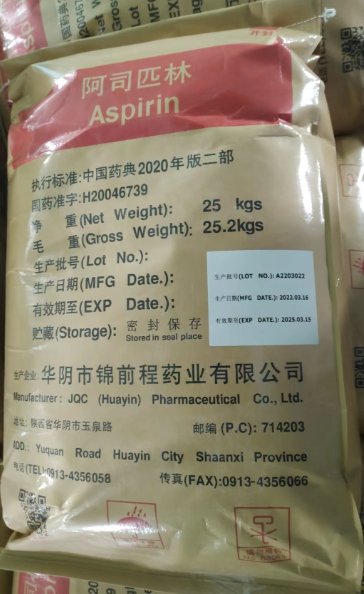 阿司匹林
Aspirin
执行标准:中国药典2020年版二部
国药准字:H20046739
净 重(Net Weight): 25 kgs
毛 重(Gross Weight): 25.2kgs
生产批号(Lot No.):
生产日期(MFG Date.):
有效期至(EXP Date.):
贮藏(Storage): 密封保存
Stored in seal place
生产批号(LOT NO.): A2203022
生产日期(MFG DATE.): 2022.03.16
有效期至(EXP DATE.): 2025.03.15
生产企业:华阴市锦前程药业有限公司
Manufacturer: JQC (Huayin) Pharmaceutical Co., Ltd.
地址: 陕西省华阴市玉泉路 邮编 (P.C): 714203
ADD.: Yuquan Road Huayin City Shaanxi Province
电话(TEL):0913-4356058 传真(FAX):0913-4356066